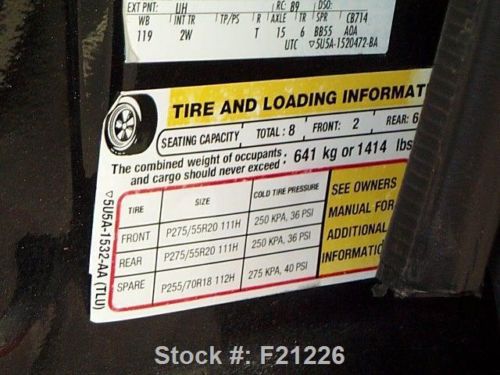 EXT PNT: UH RC: 89 DSO:
WB INT TR TP/PS R AXLE TR SPR CB714
119 2W T 15 6 BB55 AOA
UTC ▽5U5A-1520472-BA
TIRE AND LOADING INFORMAT
SEATING CAPACITY TOTAL: 8 FRONT: 2 REAR: 6
The combined weight of occupants
and cargo should never exceed : 641 kg or 1414 lbs
TIRE SIZE COLD TIRE PRESSURE
FRONT P275/55R20 111H 250 KPA, 36 PSI
REAR P275/55R20 111H 250 KPA, 36 PSI
SPARE P255/70R18 112H 275 KPA, 40 PSI
SEE OWNERS
MANUAL FOR
ADDITIONAL
INFORMATIO
▽5U5A-1532-AA (TLU)
Stock #: F21226